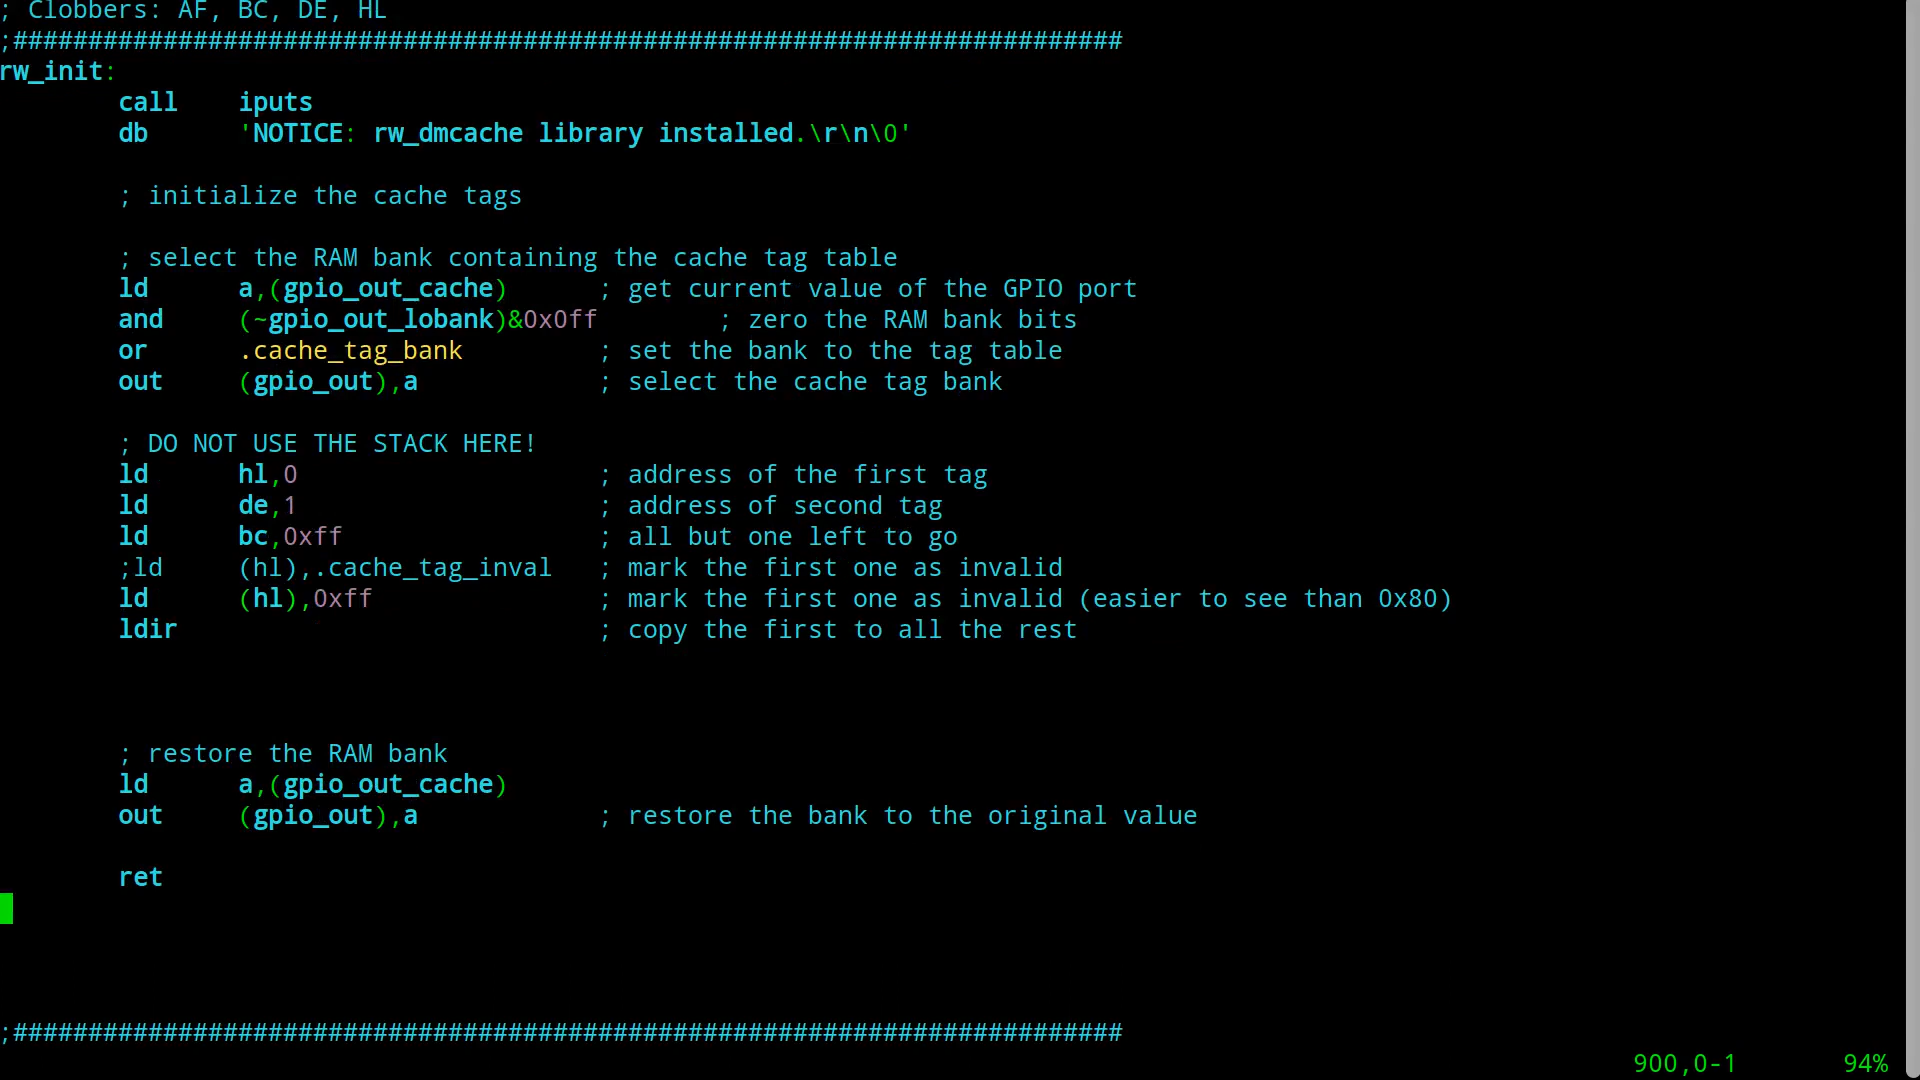 ; Clobbers: AF, BC, DE, HL
;##########################################################################
rw_init:
call iputs
db 'NOTICE: rw_dmcache library installed.\r\n\0'
; initialize the cache tags
; select the RAM bank containing the cache tag table
ld a,(gpio_out_cache) ; get current value of the GPIO port
and (~gpio_out_lobank)&0x0ff ; zero the RAM bank bits
or .cache_tag_bank ; set the bank to the tag table
out (gpio_out),a ; select the cache tag bank
; DO NOT USE THE STACK HERE!
ld hl,0 ; address of the first tag
ld de,1 ; address of second tag
ld bc,0xff ; all but one left to go
;ld (hl),.cache_tag_inval ; mark the first one as invalid
ld (hl),0xff ; mark the first one as invalid (easier to see than 0x80)
ldir ; copy the first to all the rest
; restore the RAM bank
ld a,(gpio_out_cache)
out (gpio_out),a ; restore the bank to the original value
ret
;##########################################################################
900,0-1 94%